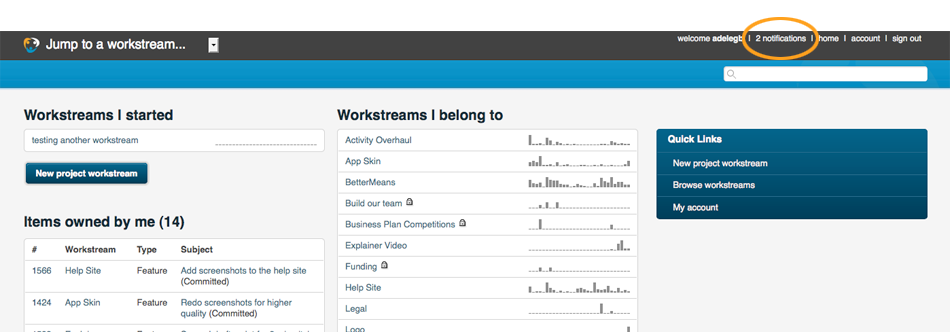 Jump to a workstream...
welcome adelegb | 2 notifications | home | account | sign out
Workstreams I started
testing another workstream
New project workstream
Items owned by me (14)
# Workstream Type Subject
1566 Help Site Feature Add screenshots to the help site
(Committed)
1424 App Skin Feature Redo screenshots for higher
quality (Committed)
Workstreams I belong to
Activity Overhaul
App Skin
BetterMeans
Build our team
Business Plan Competitions
Explainer Video
Funding
Help Site
Legal
Logo
Quick Links
New project workstream
Browse workstreams
My account